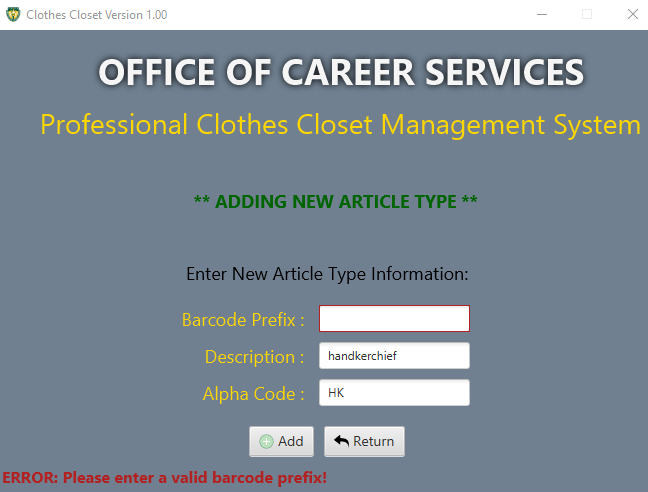 Clothes Closet Version 1.00
OFFICE OF CAREER SERVICES
Professional Clothes Closet Management System
** ADDING NEW ARTICLE TYPE **
Enter New Article Type Information:
Barcode Prefix :
Description : handkerchief
Alpha Code : HK
Add Return
ERROR: Please enter a valid barcode prefix!